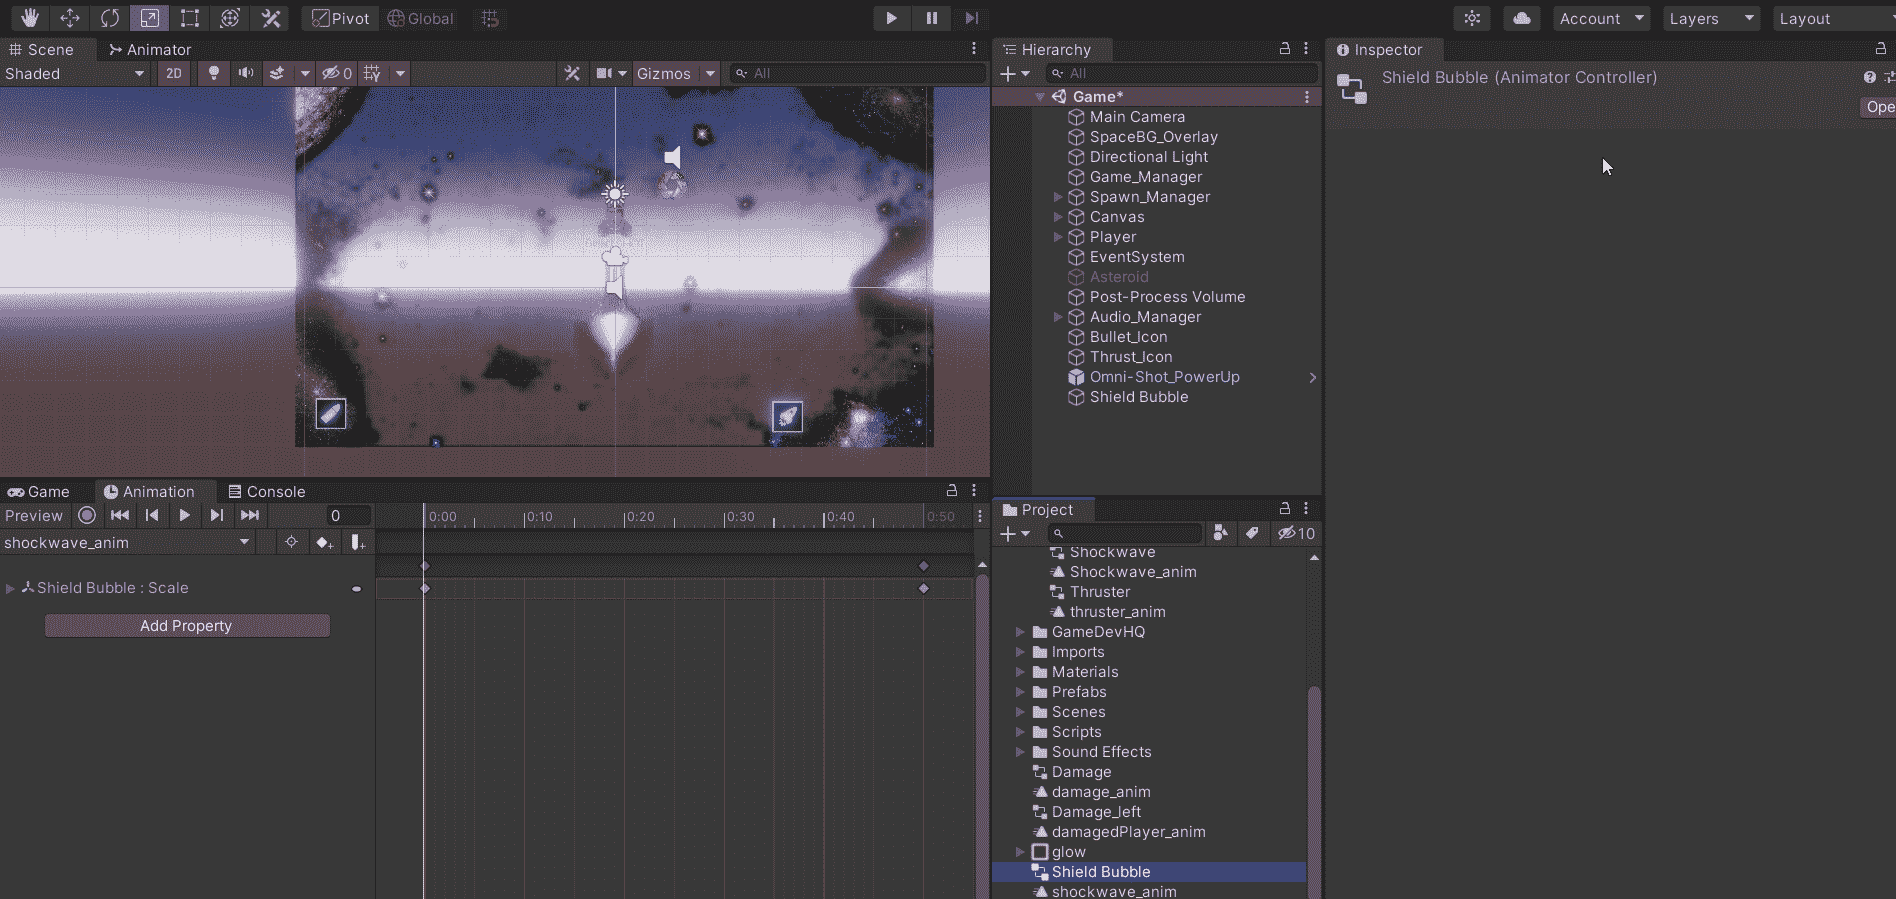 Pivot Global Account Layers Layout
Scene Animator
Shaded 2D 0 Gizmos All
Game Animation Console
Preview 0 0:00 0:10 0:20 0:30 0:40 0:50
shockwave_anim
Shield Bubble : Scale
Add Property
Hierarchy
All
Game*
Main Camera
SpaceBG_Overlay
Directional Light
Game_Manager
Spawn_Manager
Canvas
Player
EventSystem
Asteroid
Post-Process Volume
Audio_Manager
Bullet_Icon
Thrust_Icon
Omni-Shot_PowerUp
Shield Bubble
Project
10
Shockwave
Shockwave_anim
Thruster
thruster_anim
GameDevHQ
Imports
Materials
Prefabs
Scenes
Scripts
Sound Effects
Damage
damage_anim
Damage_left
damagedPlayer_anim
glow
Shield Bubble
shockwave_anim
Inspector
Shield Bubble (Animator Controller)
Ope